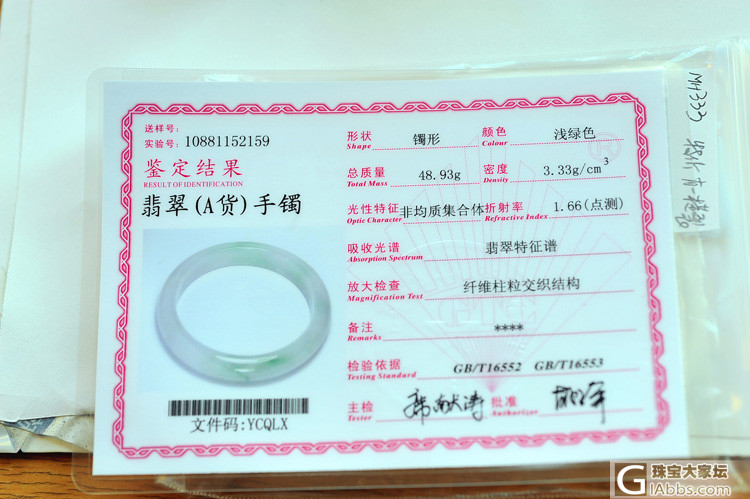 送样号:
实验号: 10881152159
鉴定结果
RESULT OF IDENTIFICATION
翡翠(A货)手镯
文件码:YCQLX
形状 镯形 颜色 浅绿色
Shape Colour
总质量 48.93g 密度 3.33g/cm3
Total Mass Density
光性特征 非均质集合体 折射率 1.66(点测)
Optic Character Refractive Index
吸收光谱 翡翠特征谱
Absorption Spectrum
放大检查 纤维柱粒交织结构
Magnification Test
备注 ****
Remarks
检验依据 GB/T16552 GB/T16553
Testing Standard
主检 批准
Tester Authorizer
MH3333
珠宝大家坛
GIAbbs.com